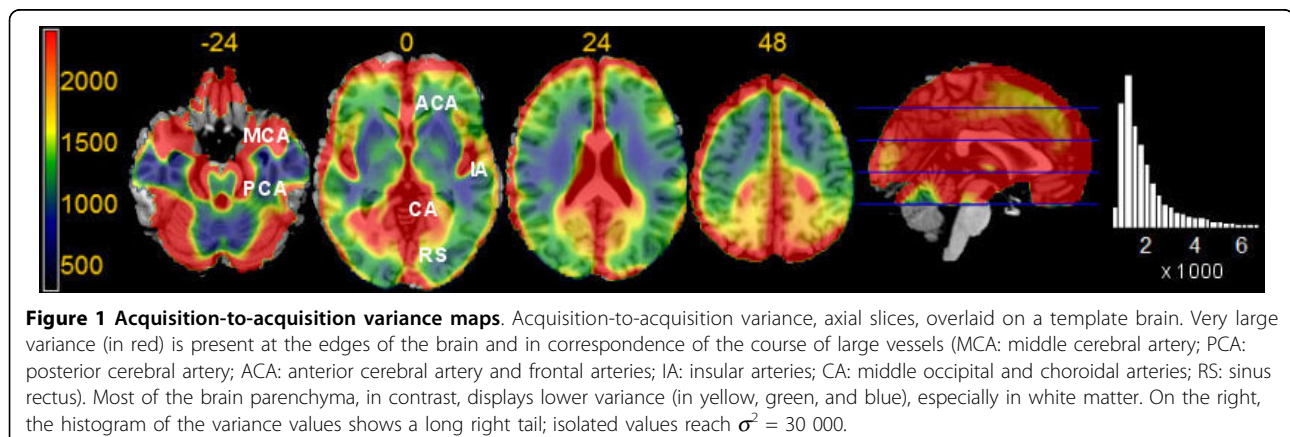 -24 0 24 48
2000
1500
1000
500
MCA
PCA
ACA
IA
CA
RS
2 4 6
x 1000
Figure 1 Acquisition-to-acquisition variance maps. Acquisition-to-acquisition variance, axial slices, overlaid on a template brain. Very large
variance (in red) is present at the edges of the brain and in correspondence of the course of large vessels (MCA: middle cerebral artery; PCA:
posterior cerebral artery; ACA: anterior cerebral artery and frontal arteries; IA: insular arteries; CA: middle occipital and choroidal arteries; RS: sinus
rectus). Most of the brain parenchyma, in contrast, displays lower variance (in yellow, green, and blue), especially in white matter. On the right,
the histogram of the variance values shows a long right tail; isolated values reach σ² = 30 000.